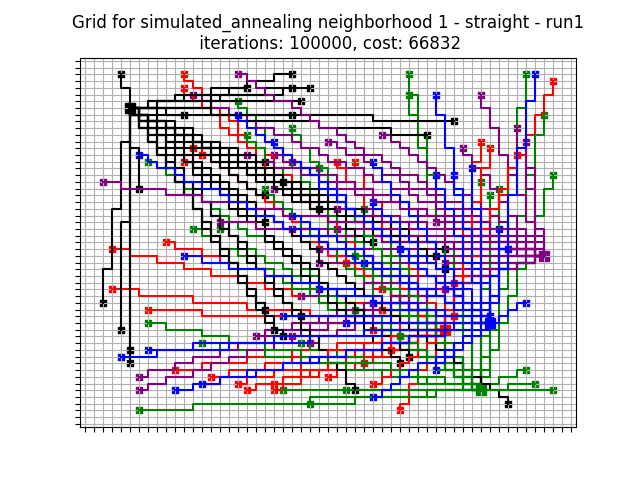 Grid for simulated_annealing neighborhood 1 - straight - run1
iterations: 100000, cost: 66832